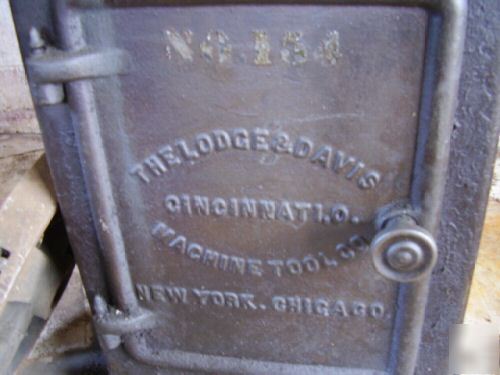 NO. 154
THE LODGE & DAVIS
CINCINNATI.O.
MACHINE TOOL CO.
NEW YORK. CHICAGO